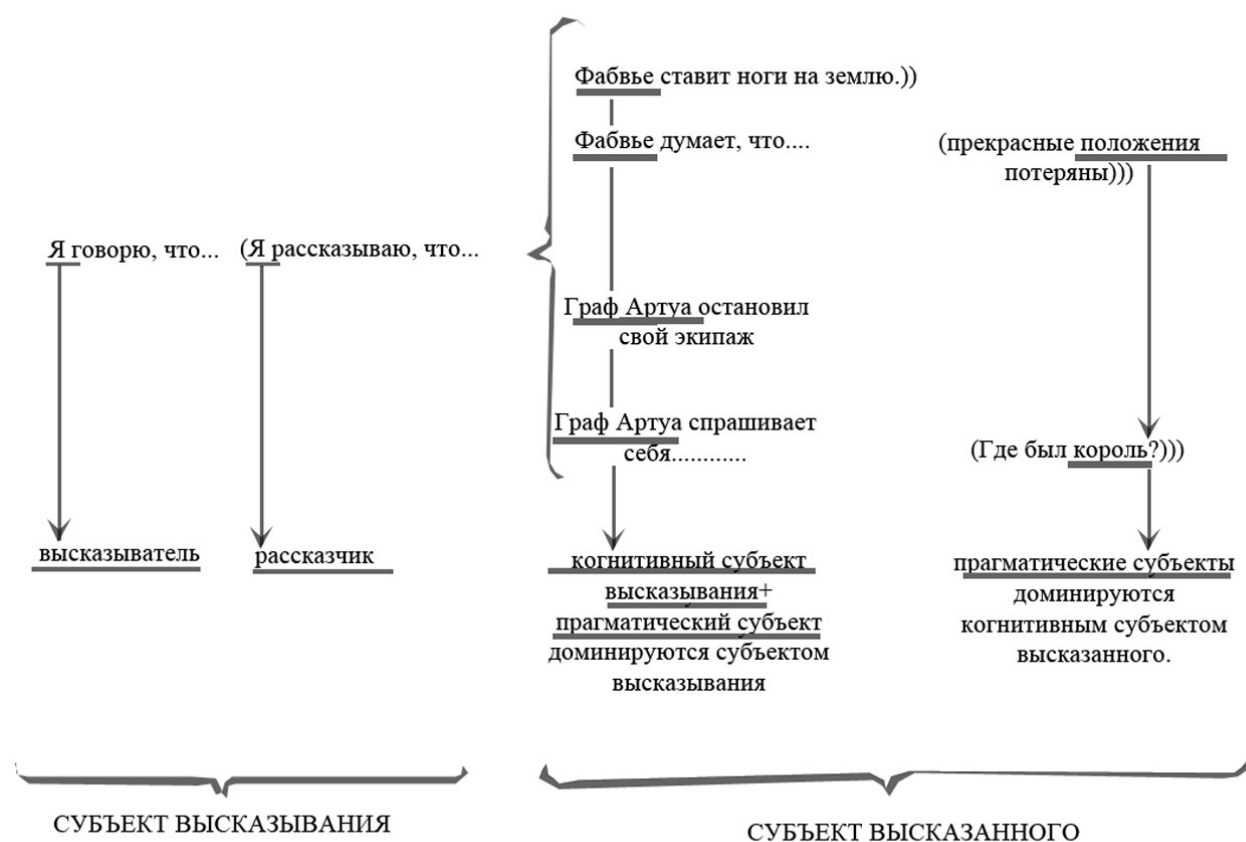 Фабвье ставит ноги на землю.))
Фабвье думает, что....
(прекрасные положения
потеряны)))
Я говорю, что...
(Я рассказываю, что...
Граф Артуа остановил
свой экипаж
Граф Артуа спрашивает
себя............
(Где был король?)))
высказыватель
рассказчик
когнитивный субъект
высказывания+
прагматический субъект
доминируются субъектом
высказывания
прагматические субъекты
доминируются
когнитивным субъектом
высказанного.
СУБЪЕКТ ВЫСКАЗЫВАНИЯ
СУБЪЕКТ ВЫСКАЗАННОГО